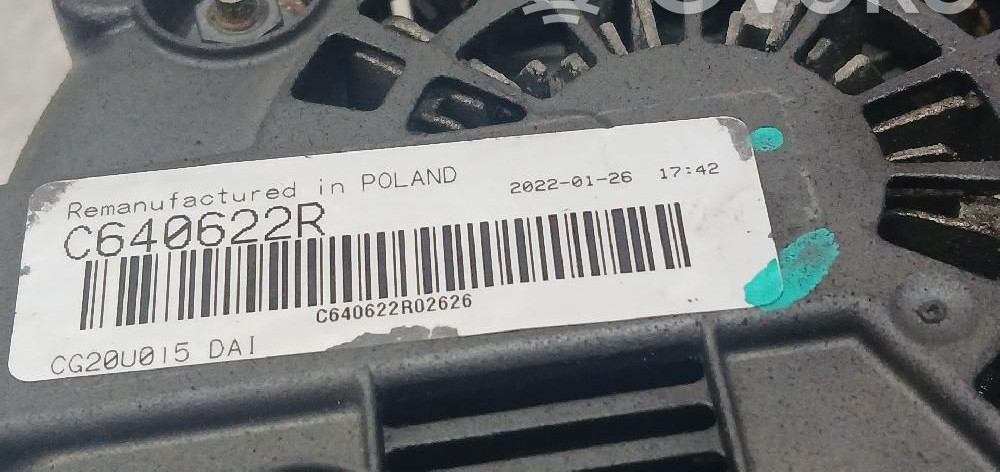 Remanufactured in POLAND 2022-01-26 17:42
C640622R
C640622R02626
CG20U015 DAI